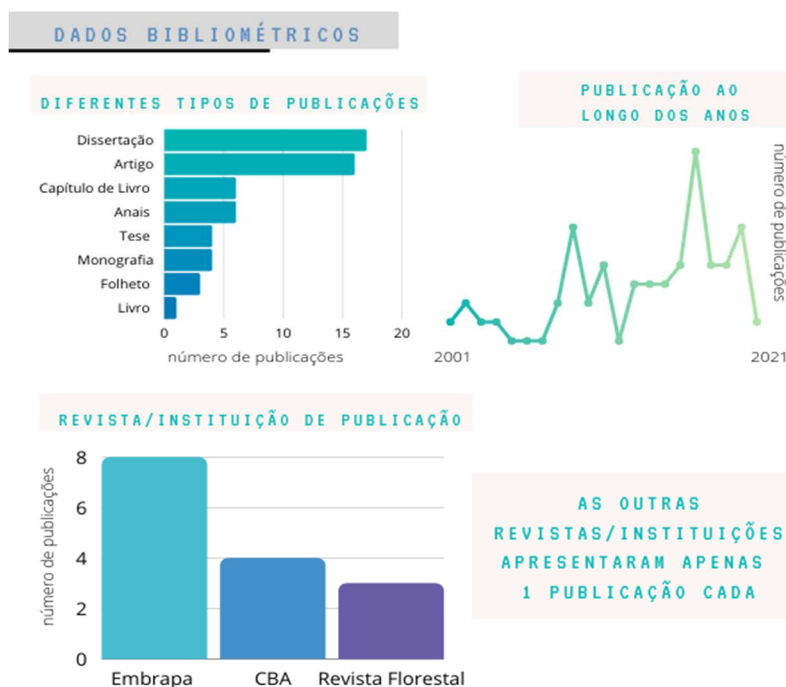 DADOS BIBLIOMÉTRICOS
DIFERENTES TIPOS DE PUBLICAÇÕES
Dissertação
Artigo
Capítulo de Livro
Anais
Tese
Monografia
Folheto
Livro
0 5 10 15 20
número de publicações
PUBLICAÇÃO AO
LONGO DOS ANOS
número de publicações
2001 2021
REVISTA/INSTITUIÇÃO DE PUBLICAÇÃO
número de publicações
8
6
4
2
0
Embrapa CBA Revista Florestal
AS OUTRAS
REVISTAS/INSTITUIÇÕES
APRESENTARAM APENAS
1 PUBLICAÇÃO CADA